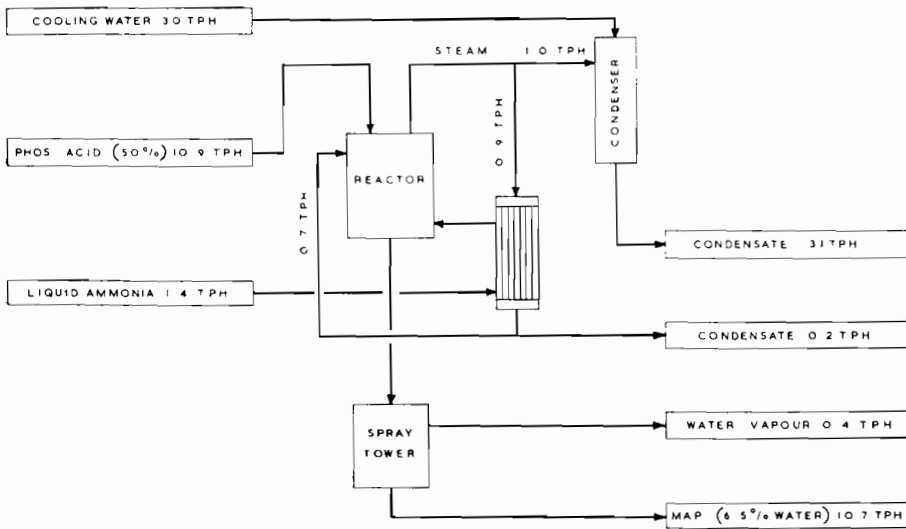 COOLING WATER 30 TPH
STEAM 1 0 TPH
CONDENSER
PHOS ACID (50%) 10 9 TPH
REACTOR
0 9 TPH
0 7 TPH
CONDENSATE 31 TPH
LIQUID AMMONIA 1 4 TPH
CONDENSATE 0 2 TPH
SPRAY
TOWER
WATER VAPOUR 0 4 TPH
MAP (6 5% WATER) 10 7 TPH